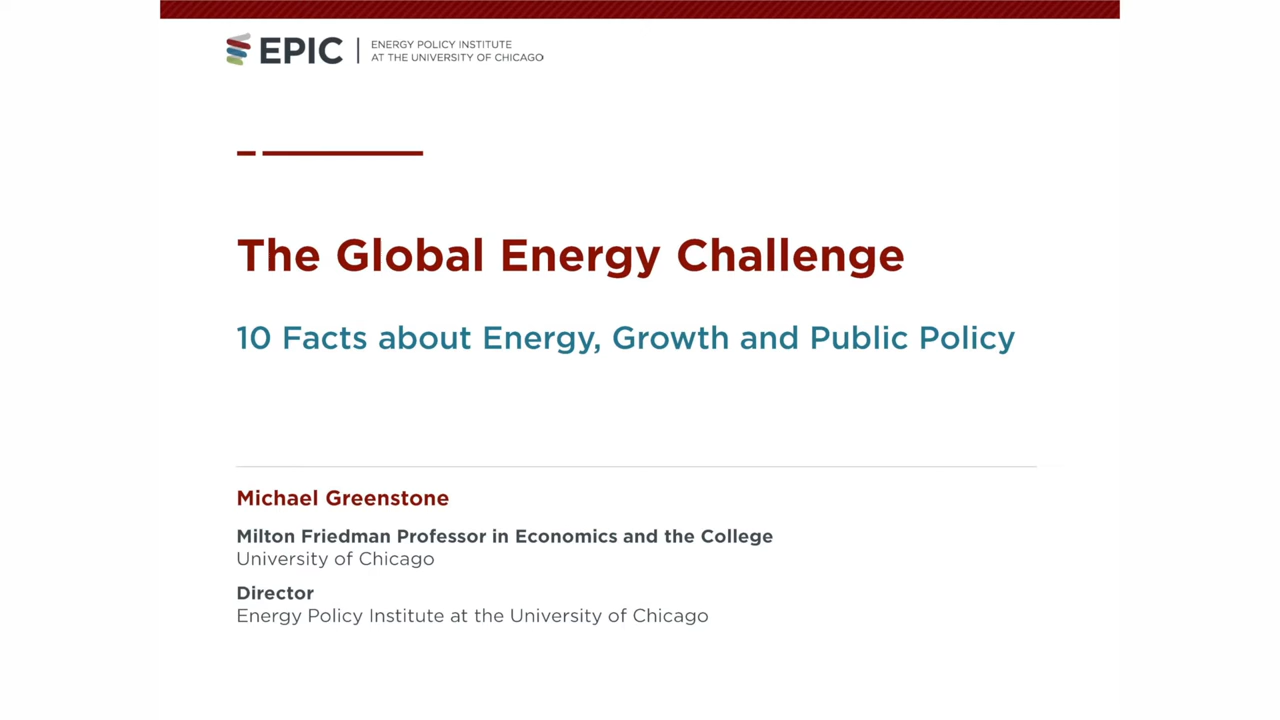 EPIC
ENERGY POLICY INSTITUTE
AT THE UNIVERSITY OF CHICAGO
The Global Energy Challenge
10 Facts about Energy, Growth and Public Policy
Michael Greenstone
Milton Friedman Professor in Economics and the College
University of Chicago
Director
Energy Policy Institute at the University of Chicago